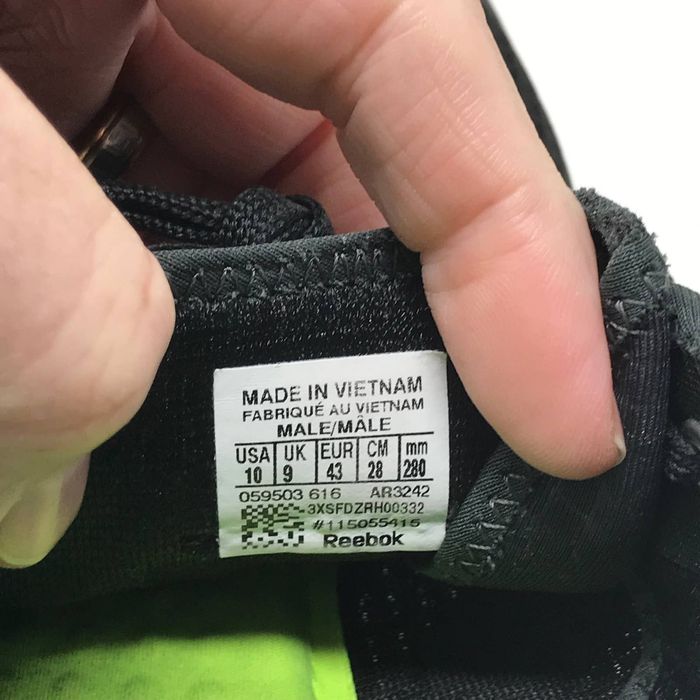 MADE IN VIETNAM
FABRIQUÉ AU VIETNAM
MALE/MÂLE
USA UK EUR CM mm
10 9 43 28 280
059503 616 AR3242
3XSFDZRH00332
#115055415
Reebok